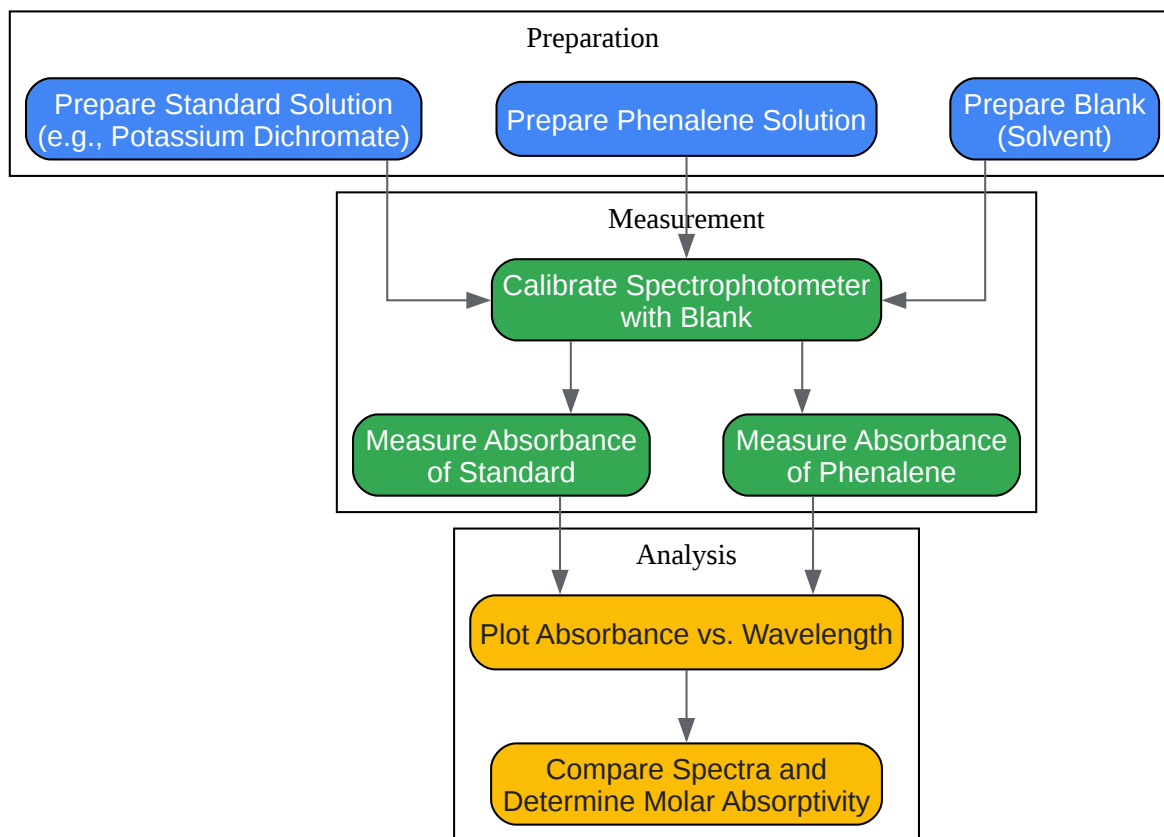 Preparation
Prepare Standard Solution
(e.g., Potassium Dichromate)
Prepare Phenalene Solution
Prepare Blank
(Solvent)
Measurement
Calibrate Spectrophotometer
with Blank
Measure Absorbance
of Standard
Measure Absorbance
of Phenalene
Analysis
Plot Absorbance vs. Wavelength
Compare Spectra and
Determine Molar Absorptivity